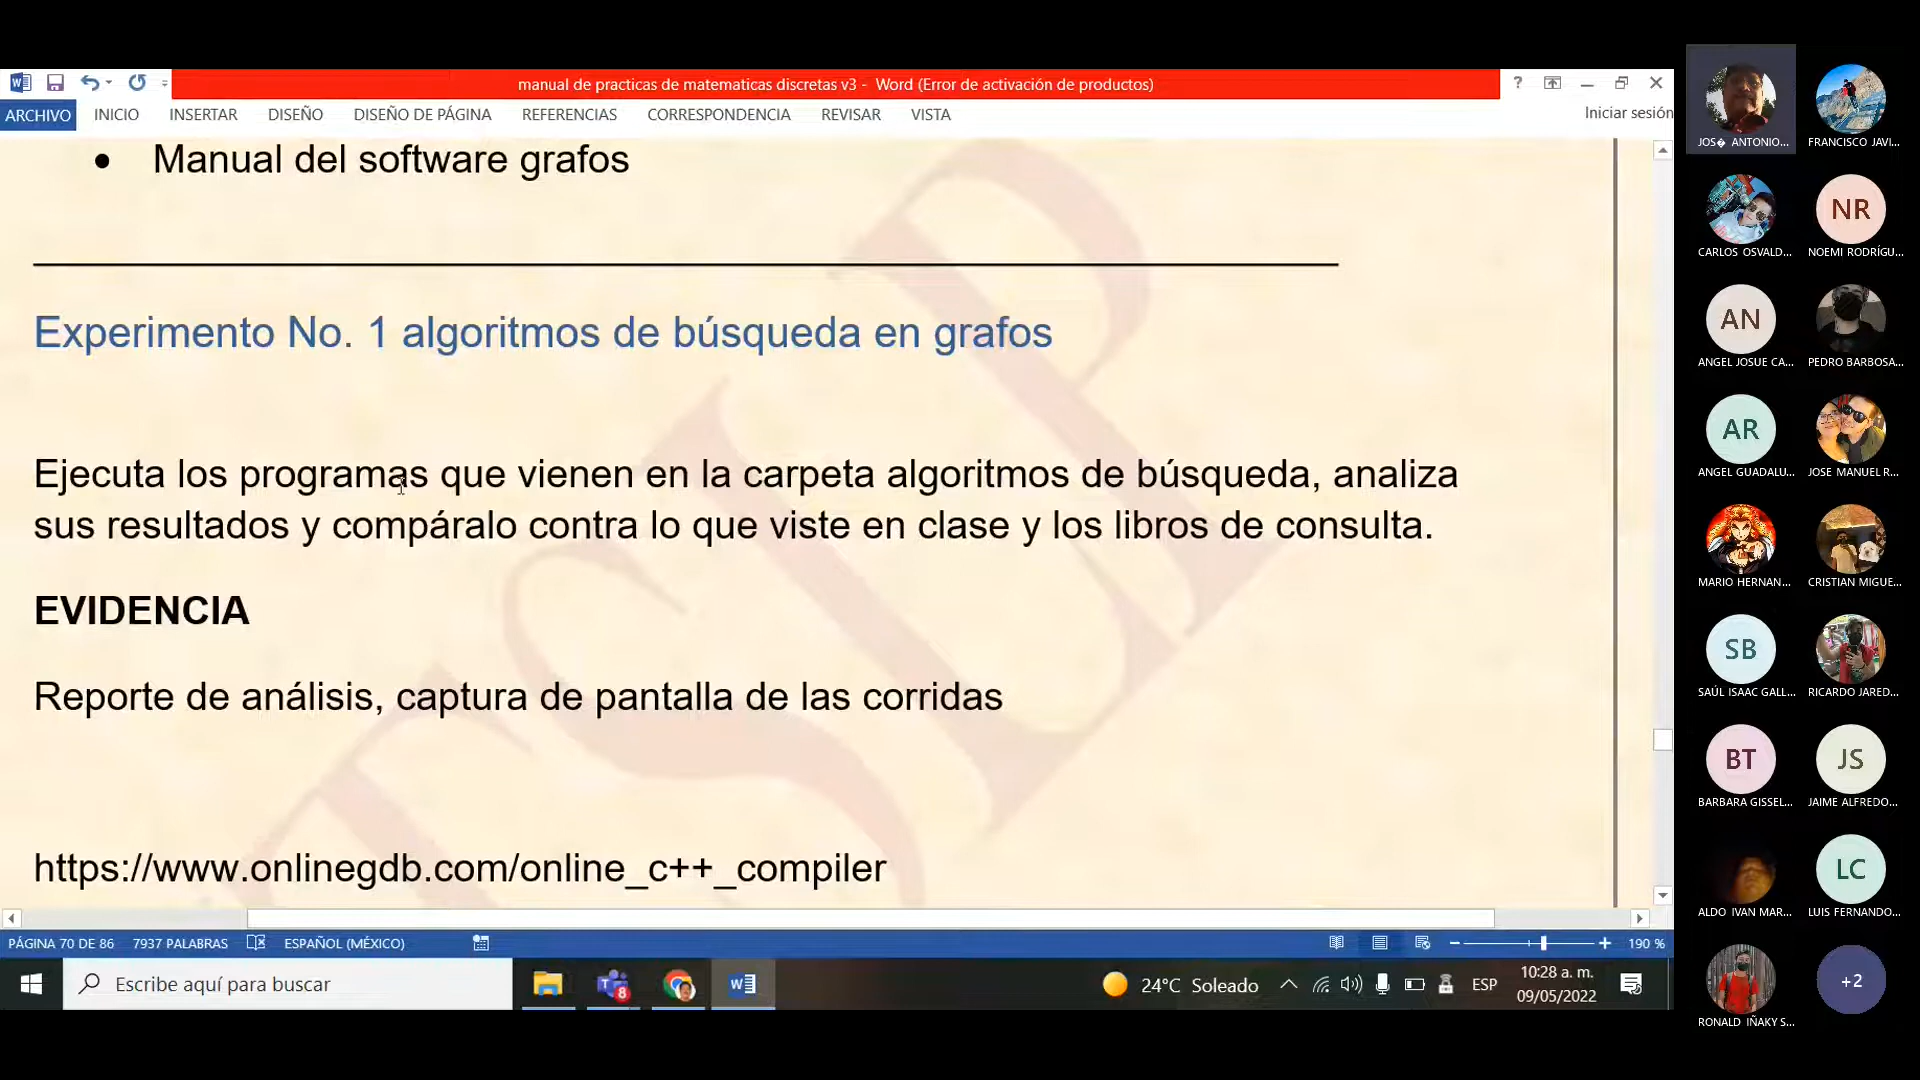 manual de practicas de matematicas discretas v3 - Word (Error de activación de productos)
?
ARCHIVO INICIO INSERTAR DISEÑO DISEÑO DE PÁGINA REFERENCIAS CORRESPONDENCIA REVISAR VISTA Iniciar sesión
• Manual del software grafos
Experimento No. 1 algoritmos de búsqueda en grafos
Ejecuta los programas que vienen en la carpeta algoritmos de búsqueda, analiza
sus resultados y compáralo contra lo que viste en clase y los libros de consulta.
EVIDENCIA
Reporte de análisis, captura de pantalla de las corridas
https://www.onlinegdb.com/online_c++_compiler
PÁGINA 70 DE 86 7937 PALABRAS ESPAÑOL (MÉXICO) 190 %
Escribe aquí para buscar
8
24°C Soleado
ESP
10:28 a. m.
09/05/2022
JOS� ANTONIO...
FRANCISCO JAVI...
CARLOS OSVALD...
NR
NOEMI RODRÍGU...
AN
ANGEL JOSUE CA...
PEDRO BARBOSA...
AR
ANGEL GUADALU...
JOSE MANUEL R...
MARIO HERNAN...
CRISTIAN MIGUE...
SB
SAÚL ISAAC GALL...
RICARDO JARED...
BT
BARBARA GISSEL...
JS
JAIME ALFREDO...
ALDO IVAN MAR...
LC
LUIS FERNANDO...
RONALD IÑAKY S...
+2